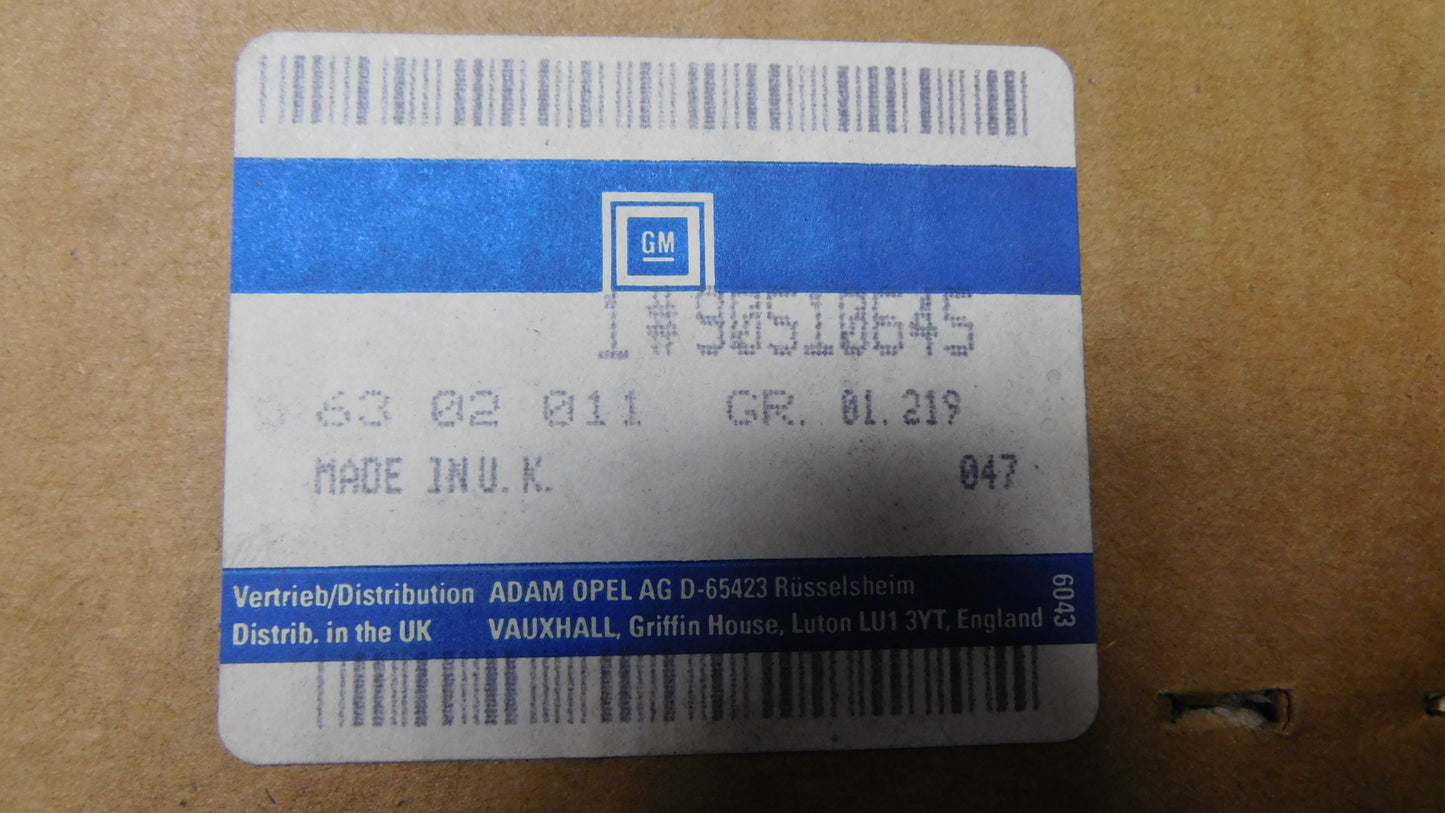 GM
1 # 90510645
63 02 011 GR. 01. 219
MADE IN U. K. 047
Vertrieb/Distribution ADAM OPEL AG D-65423 Rüsselsheim
Distrib. in the UK VAUXHALL, Griffin House, Luton LU1 3YT, England
6043